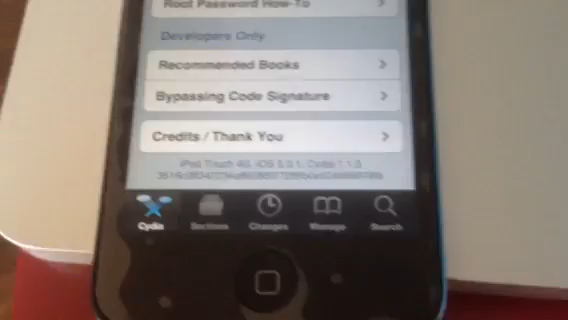 Root Password How-To
Developers Only
Recommended Books
Bypassing Code Signature
Credits / Thank You
iPod Touch 4G, iOS 5.0.1, Cydia 1.1.3
Cydia Sections Changes Manage Search